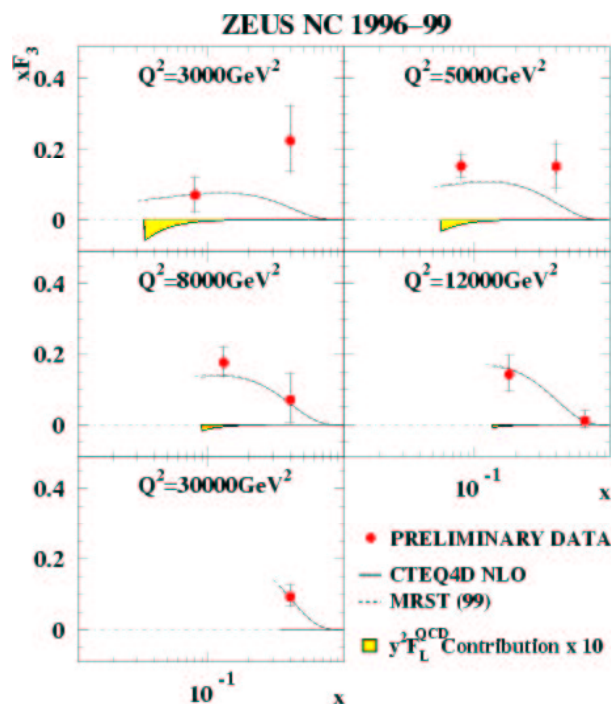 ZEUS NC 1996–99
xF₃
Q²=3000GeV²
Q²=5000GeV²
0.4
0.2
0
Q²=8000GeV²
Q²=12000GeV²
0.4
0.2
0
Q²=30000GeV²
0.4
0.2
0
10⁻¹
x
10⁻¹
x
PRELIMINARY DATA
CTEQ4D NLO
MRST (99)
y²F_L^QCD Contribution x 10